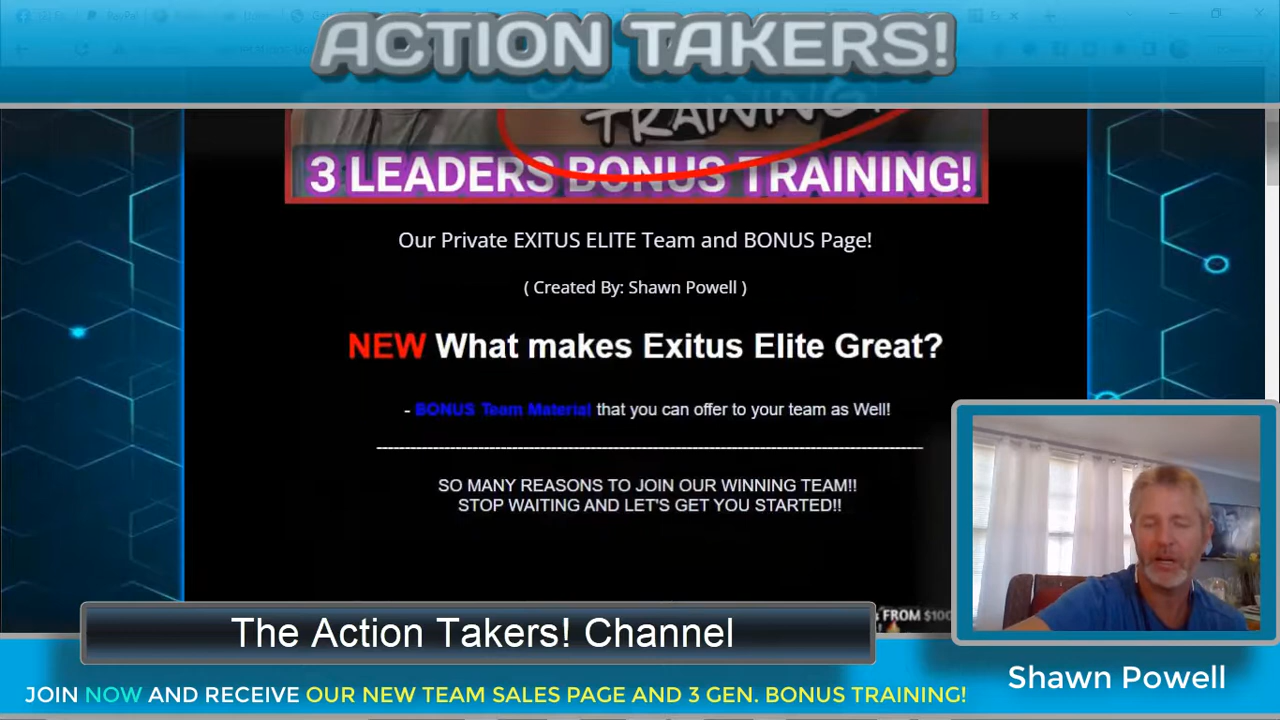 ACTION TAKERS!
TRAINING!
3 LEADERS BONUS TRAINING!
Our Private EXITUS ELITE Team and BONUS Page!
( Created By: Shawn Powell )
NEW What makes Exitus Elite Great?
- BONUS Team Material that you can offer to your team as Well!
SO MANY REASONS TO JOIN OUR WINNING TEAM!!
STOP WAITING AND LET'S GET YOU STARTED!!
FROM $100
The Action Takers! Channel
Shawn Powell
JOIN NOW AND RECEIVE OUR NEW TEAM SALES PAGE AND 3 GEN. BONUS TRAINING!